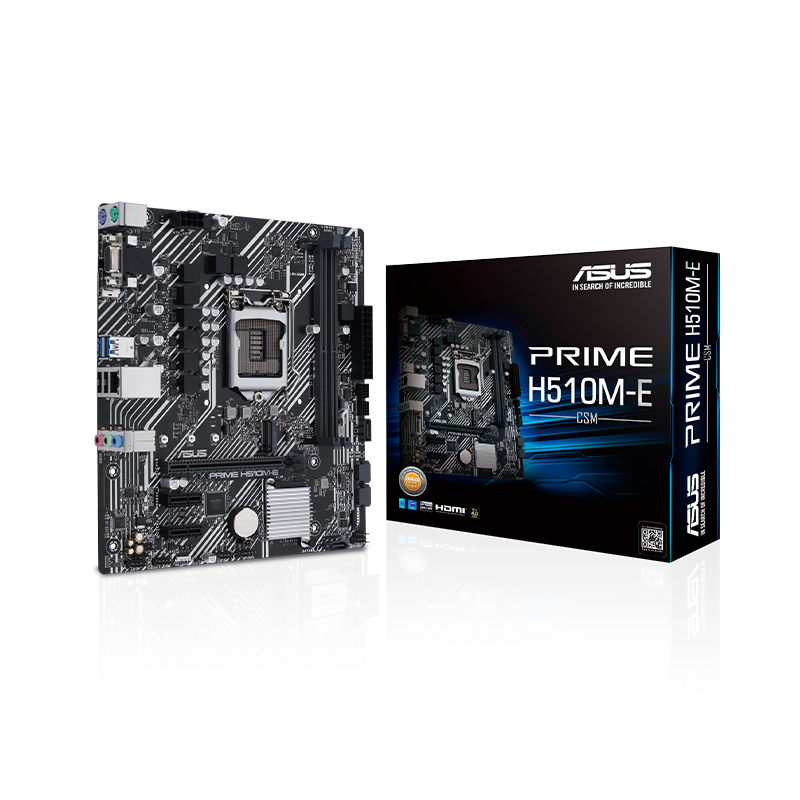 ASUS
PRIME H510M-E
ASUS
IN SEARCH OF INCREDIBLE
PRIME
H510M-E
CSM
HDMI
PRIME H510M-E
CSM
ASUS
IN SEARCH OF INCREDIBLE